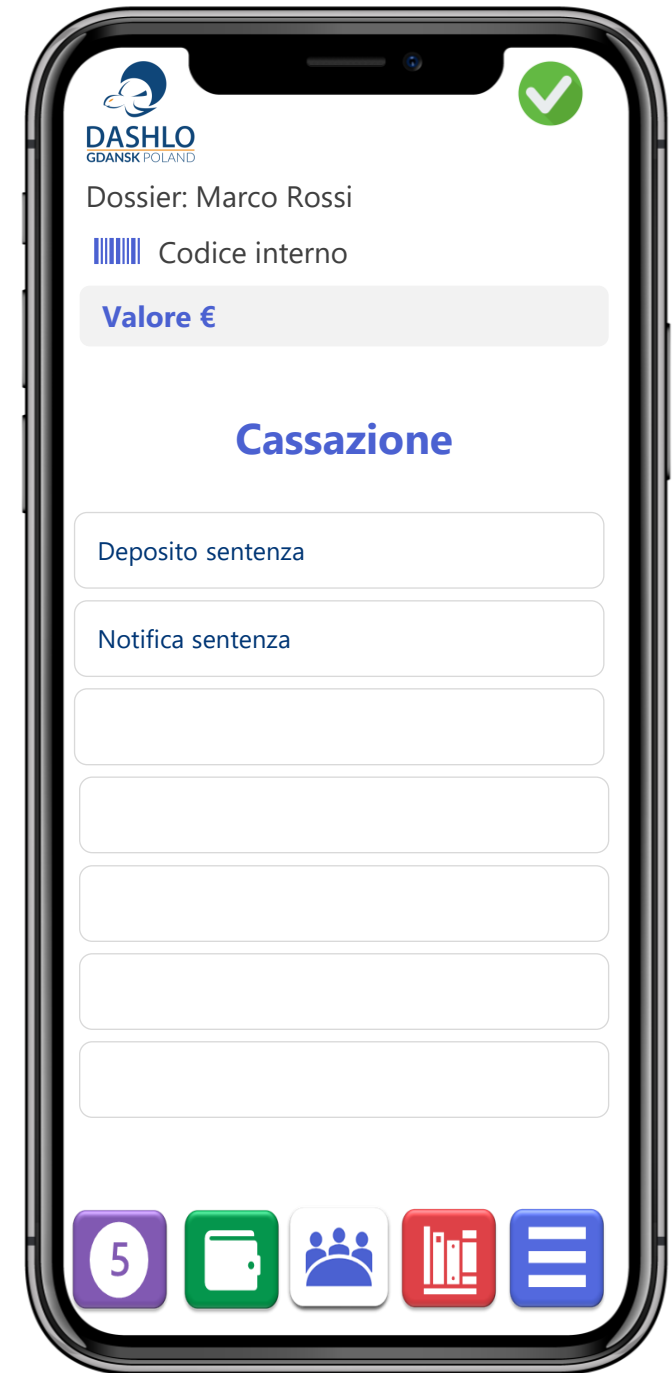 DASHLO
GDANSK POLAND
Dossier: Marco Rossi
Codice interno
Valore €
Cassazione
Deposito sentenza
Notifica sentenza
5